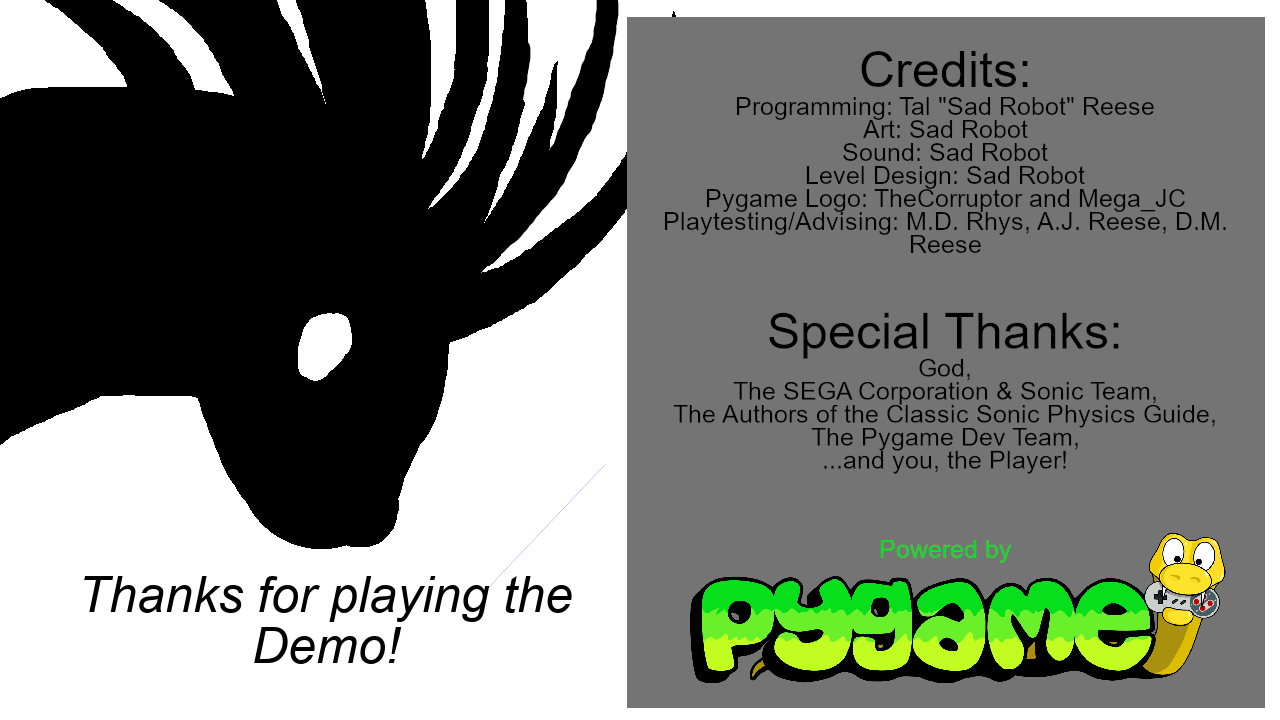 Thanks for playing the
Demo!
Credits:
Programming: Tal "Sad Robot" Reese
Art: Sad Robot
Sound: Sad Robot
Level Design: Sad Robot
Pygame Logo: TheCorruptor and Mega_JC
Playtesting/Advising: M.D. Rhys, A.J. Reese, D.M.
Reese
Special Thanks:
God,
The SEGA Corporation & Sonic Team,
The Authors of the Classic Sonic Physics Guide,
The Pygame Dev Team,
...and you, the Player!
Powered by
pygame